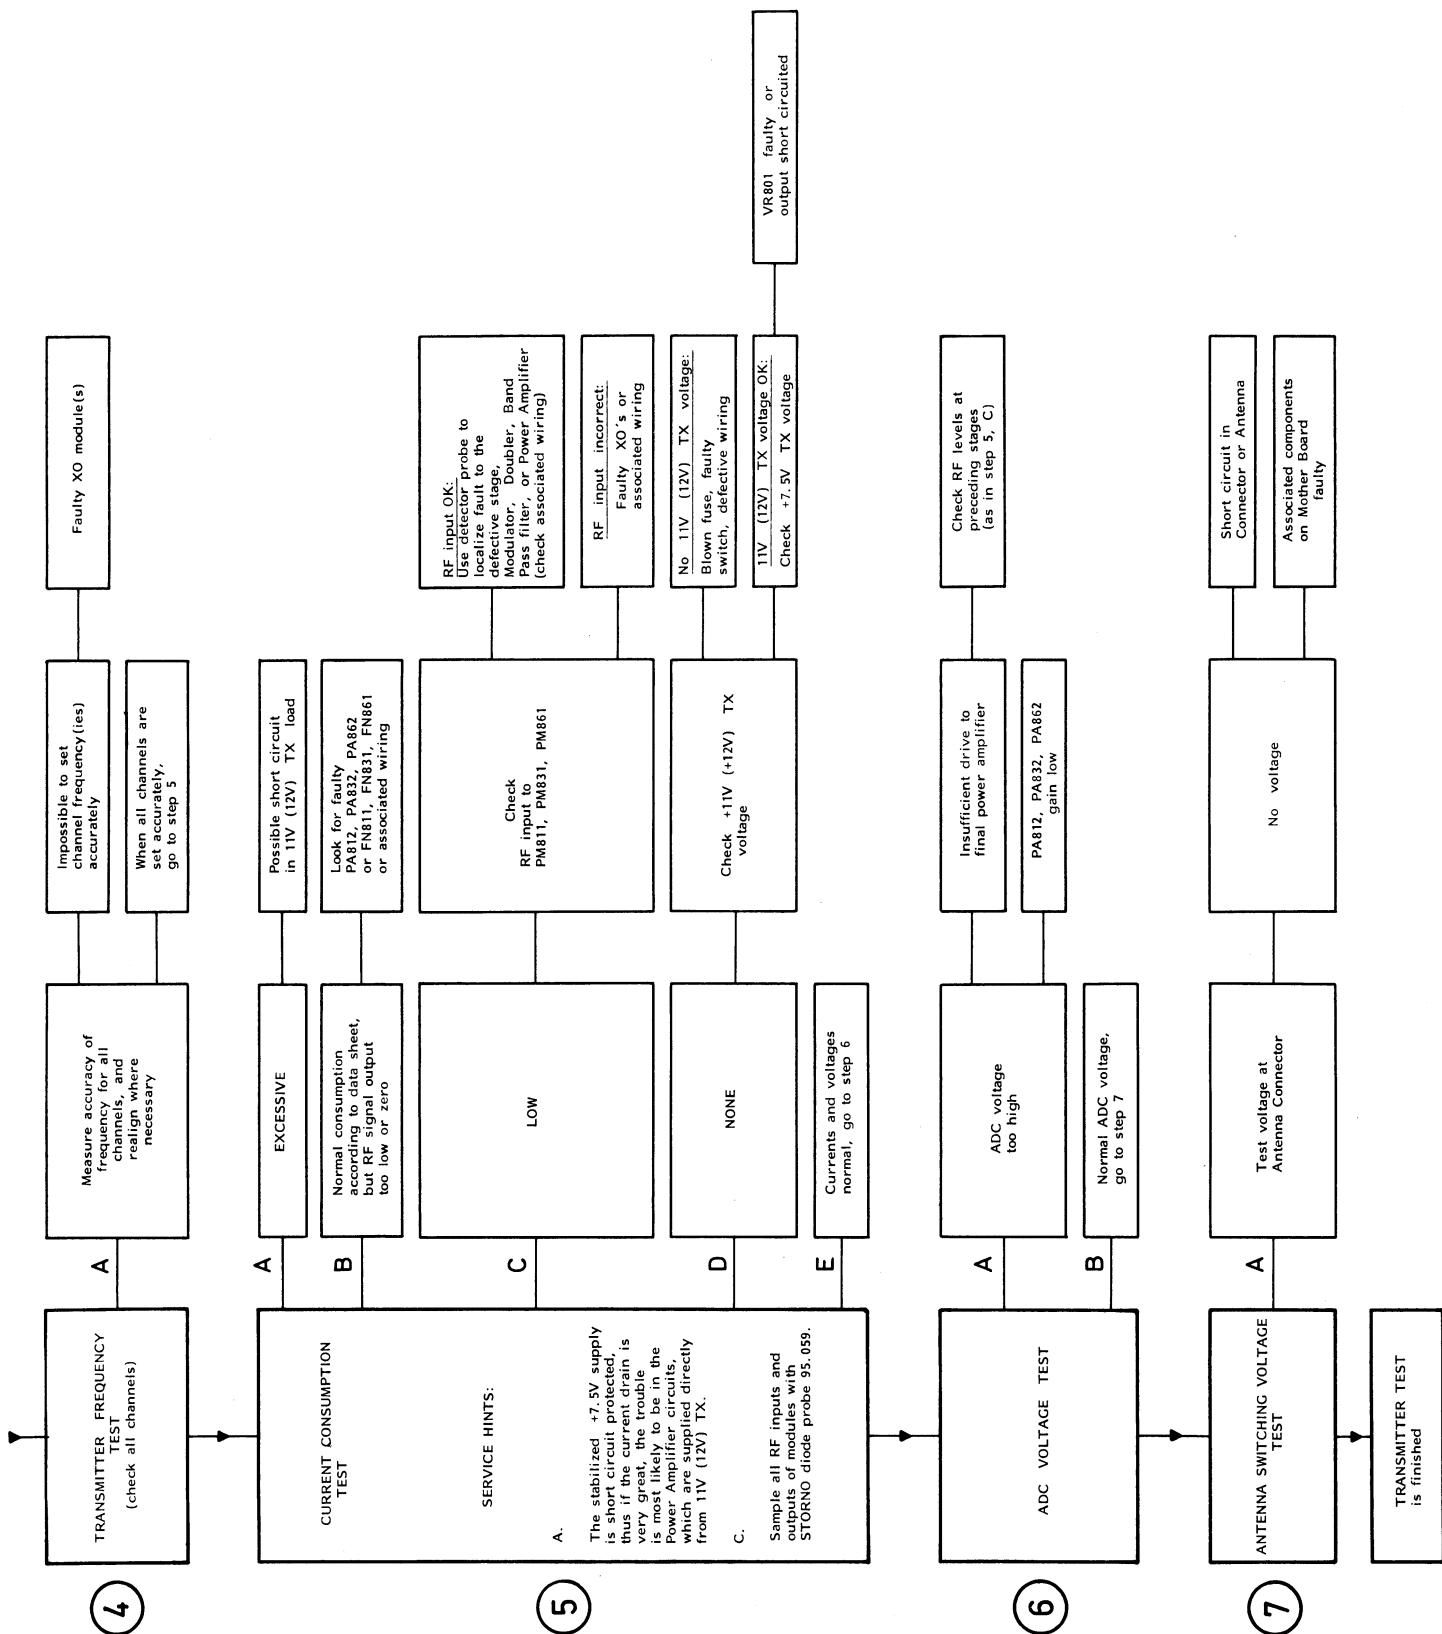 4
TRANSMITTER FREQUENCY
TEST
(check all channels)
A
Measure accuracy of
frequency for all
channels, and
realign where
necessary
Impossible to set
channel frequency(ies)
accurately
Faulty XO module(s)
When all channels are
set accurately,
go to step 5
5
CURRENT CONSUMPTION
TEST
SERVICE HINTS:
A.
The stabilized +7.5V supply
is short circuit protected,
thus if the current drain is
very great, the trouble
is most likely to be in the
Power Amplifier circuits,
which are supplied directly
from 11V (12V) TX.
C.
Sample all RF inputs and
outputs of modules with
STORNO diode probe 95.059.
A
EXCESSIVE
Possible short circuit
in 11V (12V) TX load
B
Normal consumption
according to data sheet,
but RF signal output
too low or zero
Look for faulty
PA812, PA832, PA862
or FN811, FN831, FN861
or associated wiring
C
LOW
Check
RF input to
PM811, PM831, PM861
RF input OK:
Use detector probe to
localize fault to the
defective stage,
Modulator, Doubler, Band
Pass filter, or Power Amplifier
(check associated wiring)
RF input incorrect:
Faulty XO's or
associated wiring
D
NONE
Check +11V (+12V) TX
voltage
No 11V (12V) TX voltage:
Blown fuse, faulty
switch, defective wiring
11V (12V) TX voltage OK:
Check +7.5V TX voltage
VR801 faulty or
output short circuited
E
Currents and voltages
normal, go to step 6
6
ADC VOLTAGE TEST
A
ADC voltage
too high
Insufficient drive to
final power amplifier
Check RF levels at
preceding stages
(as in step 5, C)
PA812, PA832, PA862
gain low
B
Normal ADC voltage,
go to step 7
7
ANTENNA SWITCHING VOLTAGE
TEST
A
Test voltage at
Antenna Connector
No voltage
Short circuit in
Connector or Antenna
Associated components
on Mother Board
faulty
TRANSMITTER TEST
is finished